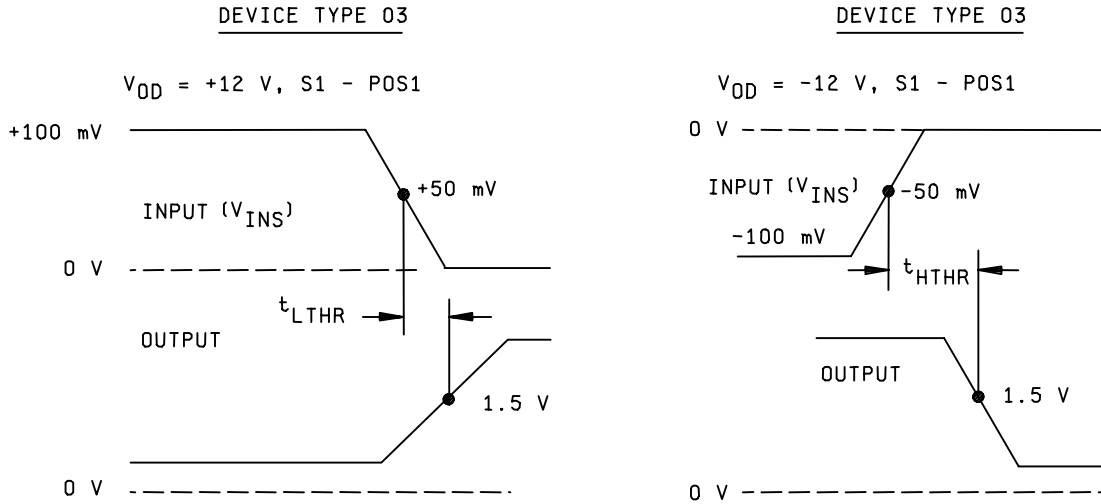 DEVICE TYPE 03
V_OD = +12 V, S1 - POS1
+100 mV
+50 mV
INPUT (V_INS)
0 V
t_LTHR
OUTPUT
1.5 V
0 V
DEVICE TYPE 03
V_OD = -12 V, S1 - POS1
0 V
INPUT (V_INS)
-50 mV
-100 mV
t_HTHR
OUTPUT
1.5 V
0 V